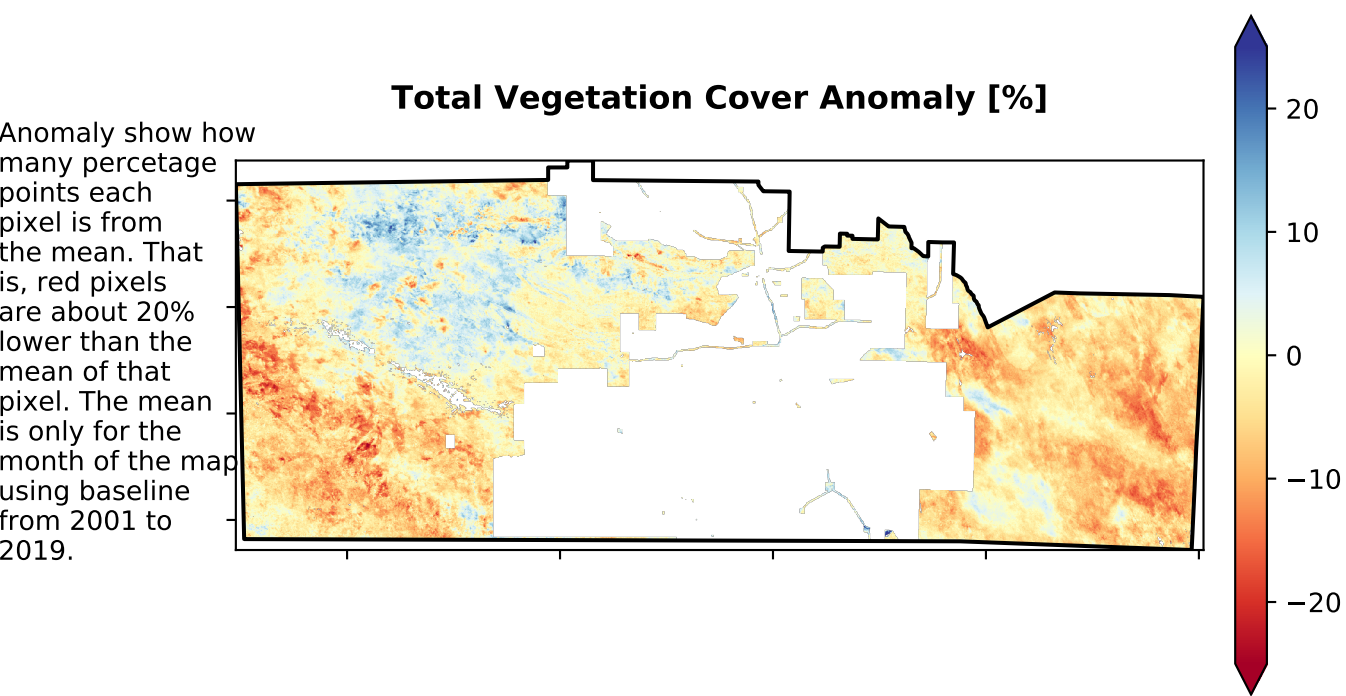 Total Vegetation Cover Anomaly [%]
Anomaly show how
many percetage
points each
pixel is from
the mean. That
is, red pixels
are about 20%
lower than the
mean of that
pixel. The mean
is only for the
month of the map
using baseline
from 2001 to
2019.
20
10
0
−10
−20